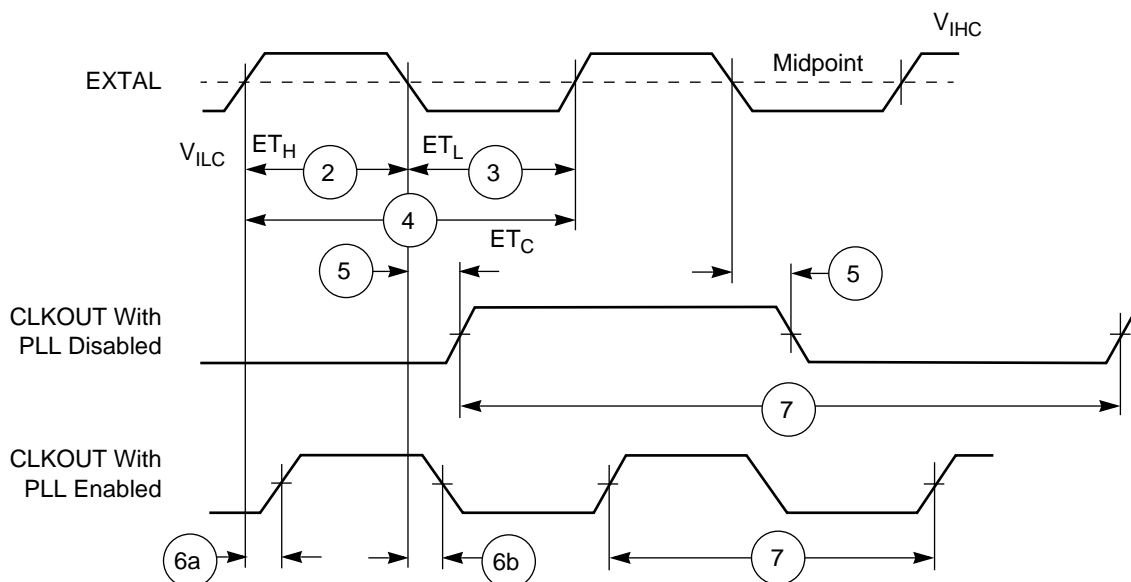 V_IHC
Midpoint
EXTAL
V_ILC
ET_H
ET_L
2
3
4
ET_C
5
5
CLKOUT With
PLL Disabled
7
CLKOUT With
PLL Enabled
6a
6b
7